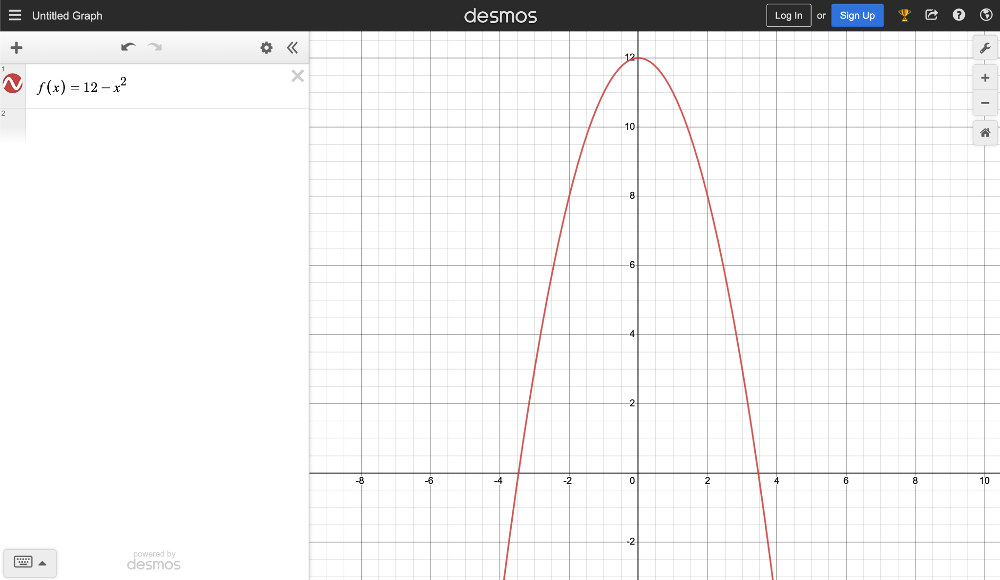 Untitled Graph
desmos
Log In or Sign Up
1
f(x) = 12 − x²
2
12
10
8
6
4
2
-8 -6 -4 -2 0 2 4 6 8 10
-2
powered by
desmos